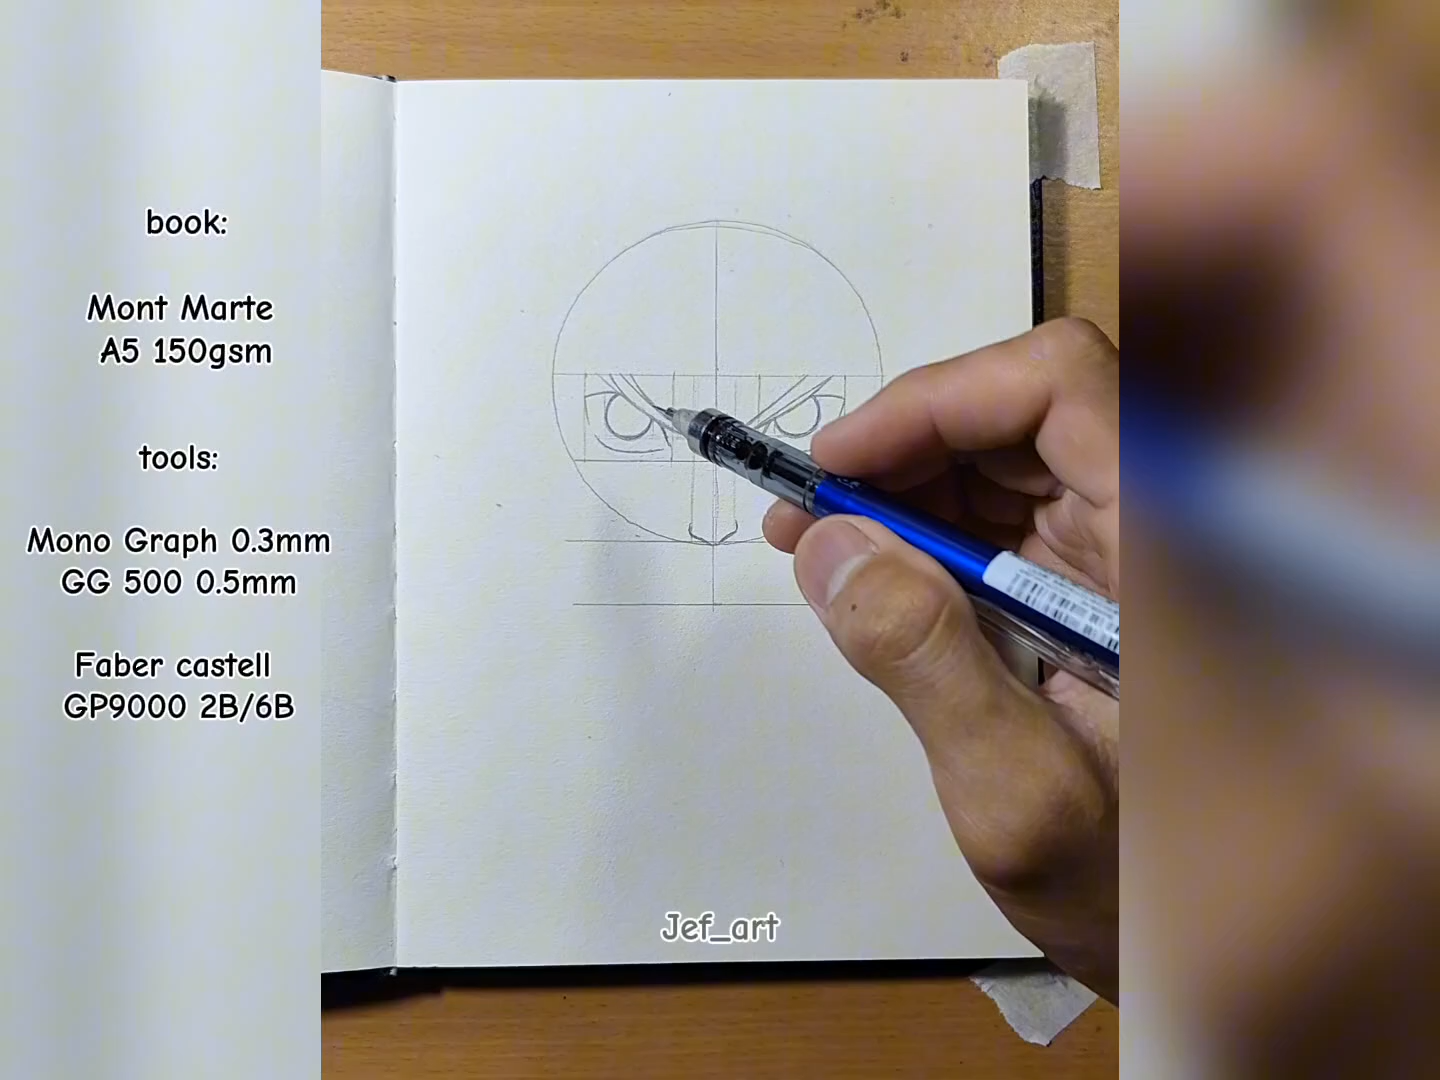 book:
Mont Marte
A5 150gsm
tools:
Mono Graph 0.3mm
GG 500 0.5mm
Faber castell
GP9000 2B/6B
Jef_art